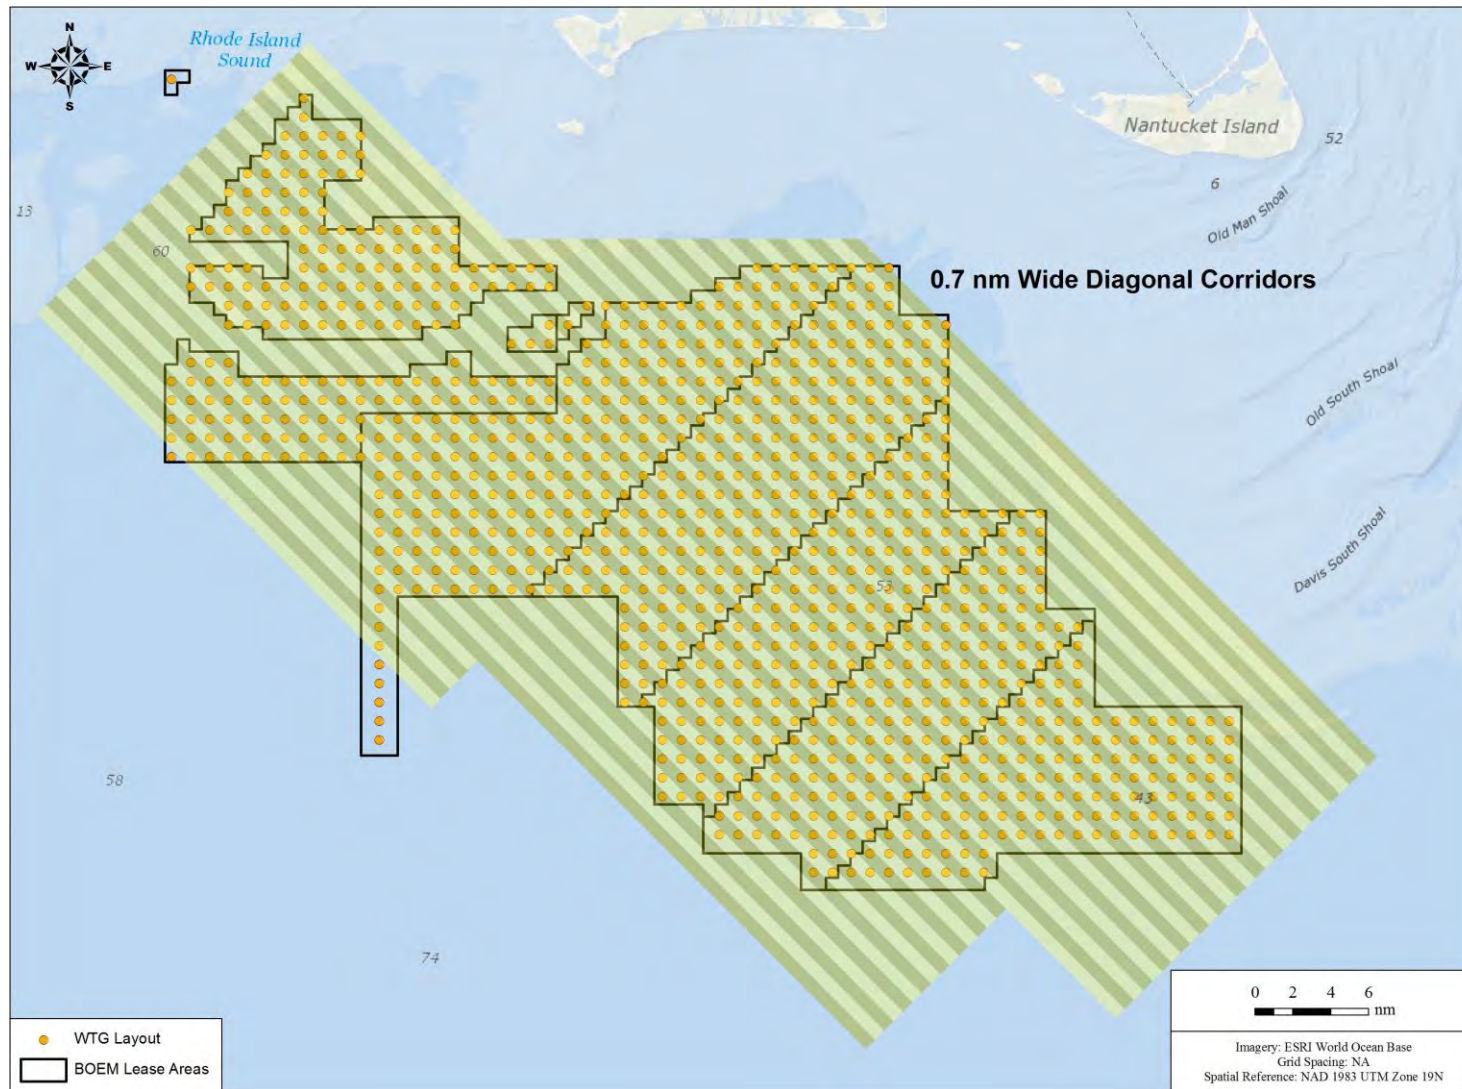 N
W E
S
Rhode Island
Sound
Nantucket Island
52
6
Old Man Shoal
13
60
0.7 nm Wide Diagonal Corridors
Old South Shoal
Davis South Shoal
53
58
43
74
WTG Layout
BOEM Lease Areas
0 2 4 6
nm
Imagery: ESRI World Ocean Base
Grid Spacing: NA
Spatial Reference: NAD 1983 UTM Zone 19N